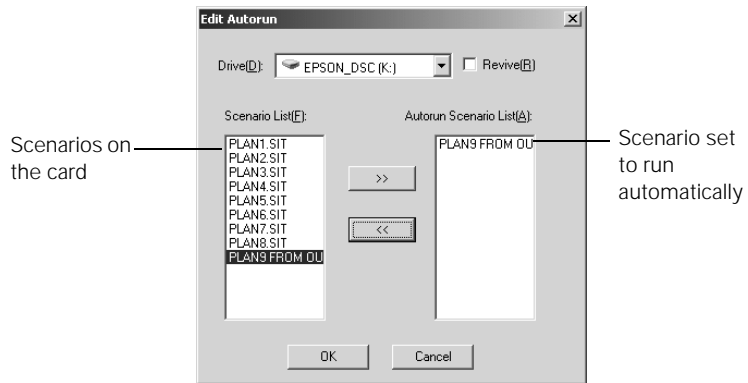 Edit Autorun
Drive(D): EPSON_DSC (K:) Revive(R)
Scenario List(F):
Autorun Scenario List(A):
Scenarios on
the card
PLAN1.SIT
PLAN2.SIT
PLAN3.SIT
PLAN4.SIT
PLAN5.SIT
PLAN6.SIT
PLAN7.SIT
PLAN8.SIT
PLAN9 FROM OU
>>
<<
PLAN9 FROM OU
Scenario set
to run
automatically
OK
Cancel